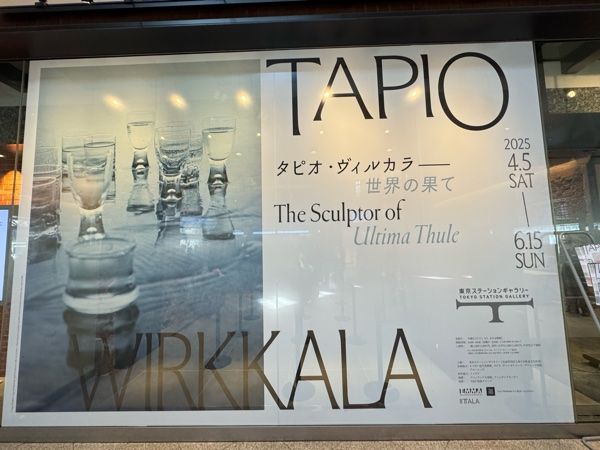 TAPIO
タピオ・ヴィルカラ――
世界の果て
The Sculptor of
Ultima Thule
2025
4.5
SAT
6.15
SUN
東京ステーションギャラリー
TOKYO STATION GALLERY
WIRKKALA
EMMA
IITTALA